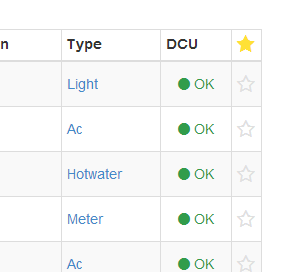 n Type DCU
Light OK
Ac OK
Hotwater OK
Meter OK
Ac OK